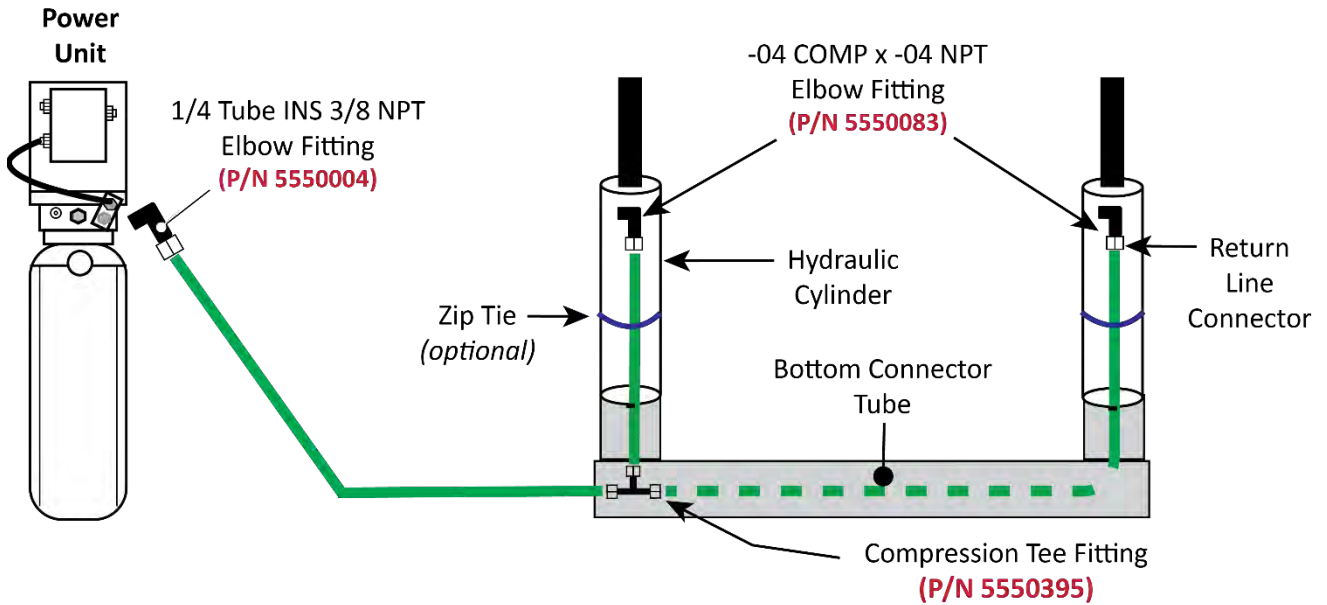 Power
Unit
1/4 Tube INS 3/8 NPT
Elbow Fitting
(P/N 5550004)
-04 COMP x -04 NPT
Elbow Fitting
(P/N 5550083)
Hydraulic
Cylinder
Return
Line
Connector
Zip Tie
(optional)
Bottom Connector
Tube
Compression Tee Fitting
(P/N 5550395)